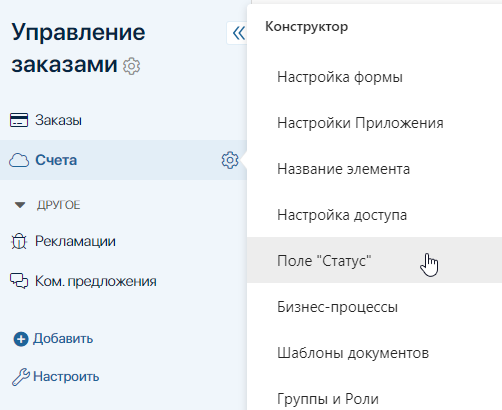 Управление
заказами
Заказы
Счета
ДРУГОЕ
Рекламации
Ком. предложения
Добавить
Настроить
Конструктор
Настройка формы
Настройки Приложения
Название элемента
Настройка доступа
Поле "Статус"
Бизнес-процессы
Шаблоны документов
Группы и Роли